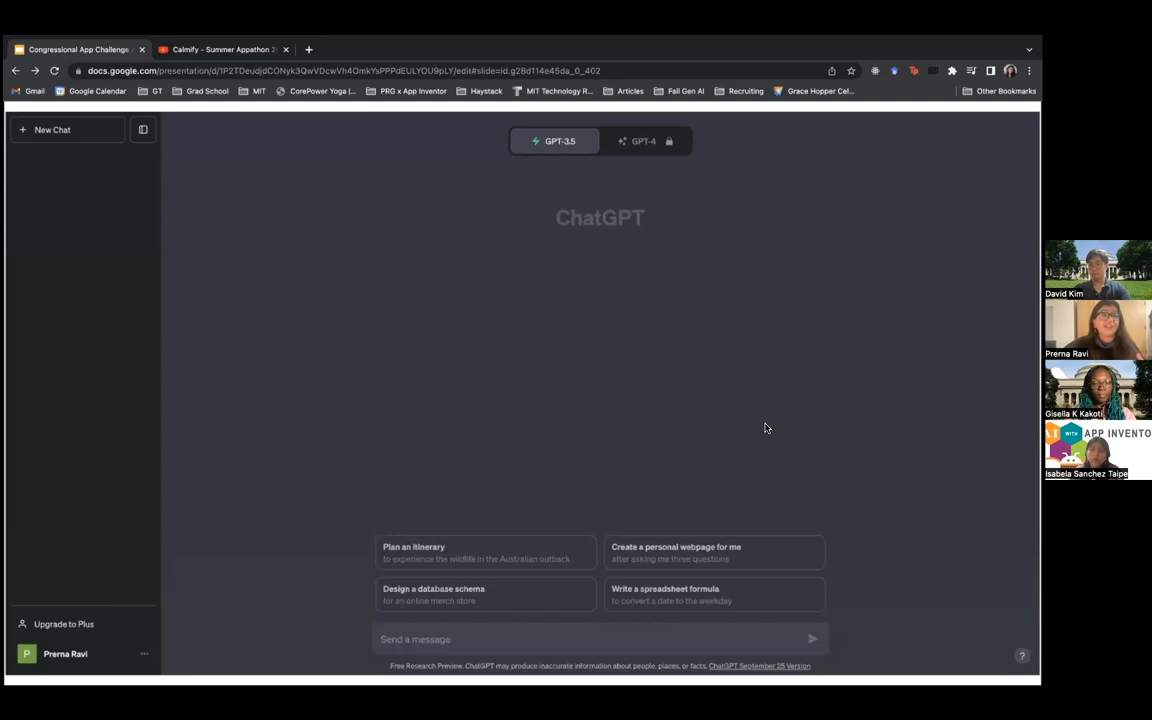 Congressional App Challenge
Calmify - Summer Appathon 2
docs.google.com/presentation/d/1P2TDeudjdCONyk3QwVDcwVh4OmkYsPPPdEULYOU9pLY/edit#slide=id.g28d114e45da_0_402
Gmail
Google Calendar
GT
Grad School
MIT
CorePower Yoga |...
PRG x App Inventor
Haystack
MIT Technology R...
Articles
Fall Gen AI
Recruiting
Grace Hopper Cel...
Other Bookmarks
New Chat
GPT-3.5
GPT-4
ChatGPT
Plan an itinerary
to experience the wildlife in the Australian outback
Create a personal webpage for me
after asking me three questions
Design a database schema
for an online merch store
Write a spreadsheet formula
to convert a date to the weekday
Send a message
Free Research Preview. ChatGPT may produce inaccurate information about people, places, or facts. ChatGPT September 25 Version
?
Upgrade to Plus
P
Prerna Ravi
David Kim
Prerna Ravi
Gisella K Kakoti
WITH APP INVENTO
Isabela Sanchez Taipe